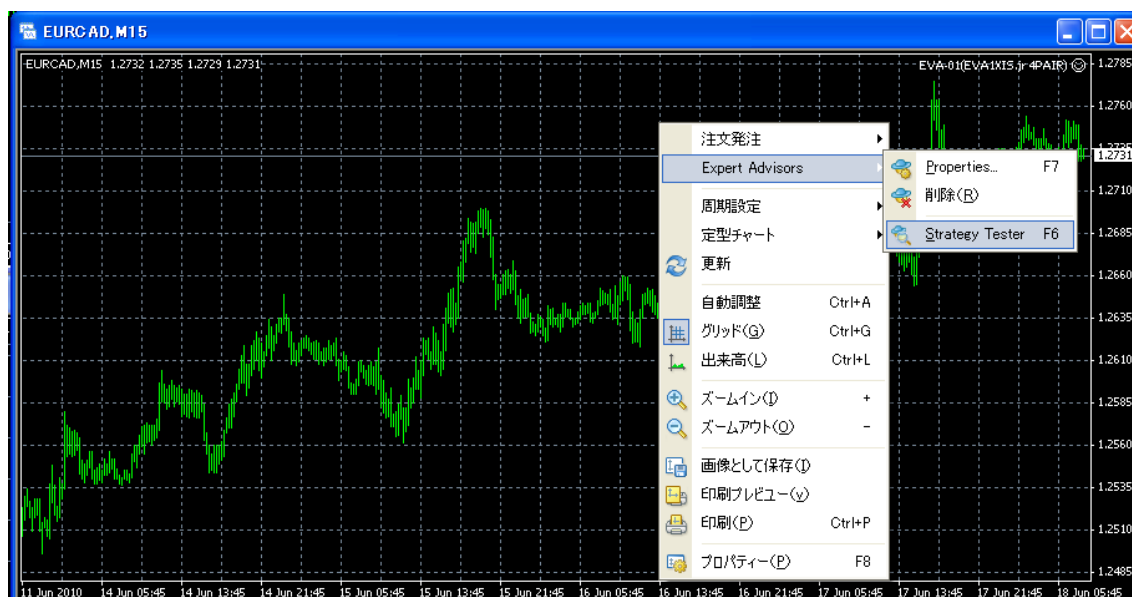 EURCAD,M15
EURCAD,M15 1.2732 1.2735 1.2729 1.2731
EVA-01(EVA1XIS.jr 4PAIR)
1.2785
1.2760
1.2735
1.2731
1.2710
1.2685
1.2660
1.2635
1.2610
1.2585
1.2560
1.2535
1.2510
1.2485
注文発注
Expert Advisors
周期設定
定型チャート
更新
自動調整 Ctrl+A
グリッド(G) Ctrl+G
出来高(L) Ctrl+L
ズームイン(I) +
ズームアウト(O) -
画像として保存(I)
印刷プレビュー(v)
印刷(P) Ctrl+P
プロパティー(P) F8
Properties... F7
削除(R)
Strategy Tester F6
11 Jun 2010 14 Jun 05:45 14 Jun 13:45 14 Jun 21:45 15 Jun 05:45 15 Jun 13:45 15 Jun 21:45 16 Jun 05:45 16 Jun 13:45 16 Jun 21:45 17 Jun 05:45 17 Jun 13:45 17 Jun 21:45 18 Jun 05:45